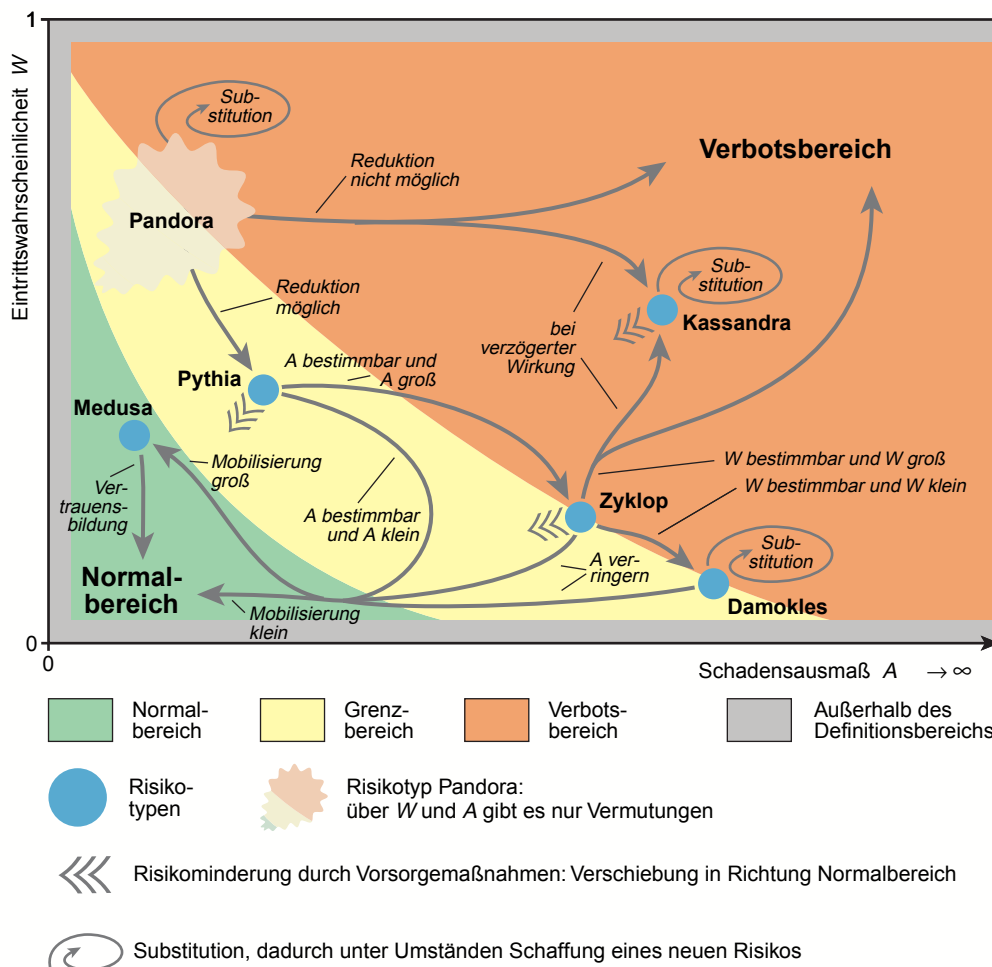 1
Eintrittswahrscheinlichkeit W
Sub-
stitution
Reduktion
nicht möglich
Verbotsbereich
Pandora
Sub-
stitution
Reduktion
möglich
Kassandra
bei
verzögerter
Wirkung
A bestimmbar und
A groß
Pythia
Medusa
Mobilisierung
groß
W bestimmbar und W groß
W bestimmbar und W klein
Ver-
trauens-
bildung
Zyklop
A bestimmbar
und A klein
Sub-
stitution
A ver-
ringern
Normal-
bereich
Damokles
Mobilisierung
klein
0
0
Schadensausmaß A → ∞
Normal-
bereich
Grenz-
bereich
Verbots-
bereich
Außerhalb des
Definitionsbereichs
Risiko-
typen
Risikotyp Pandora:
über W und A gibt es nur Vermutungen
Risikominderung durch Vorsorgemaßnahmen: Verschiebung in Richtung Normalbereich
Substitution, dadurch unter Umständen Schaffung eines neuen Risikos